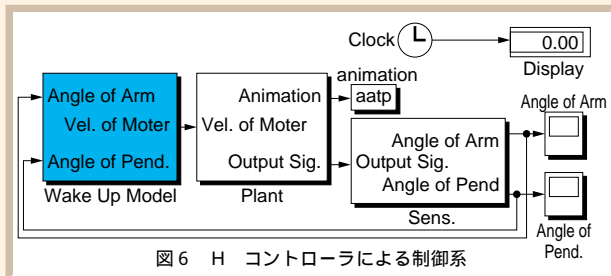 Clock
0.00
Display
animation
aatp
Angle of Arm
Angle of Arm
Vel. of Moter
Angle of Pend.
Wake Up Model
Animation
Vel. of Moter
Output Sig.
Plant
Angle of Arm
Output Sig.
Angle of Pend
Sens.
Angle of
Pend.
図6 H コントローラによる制御系